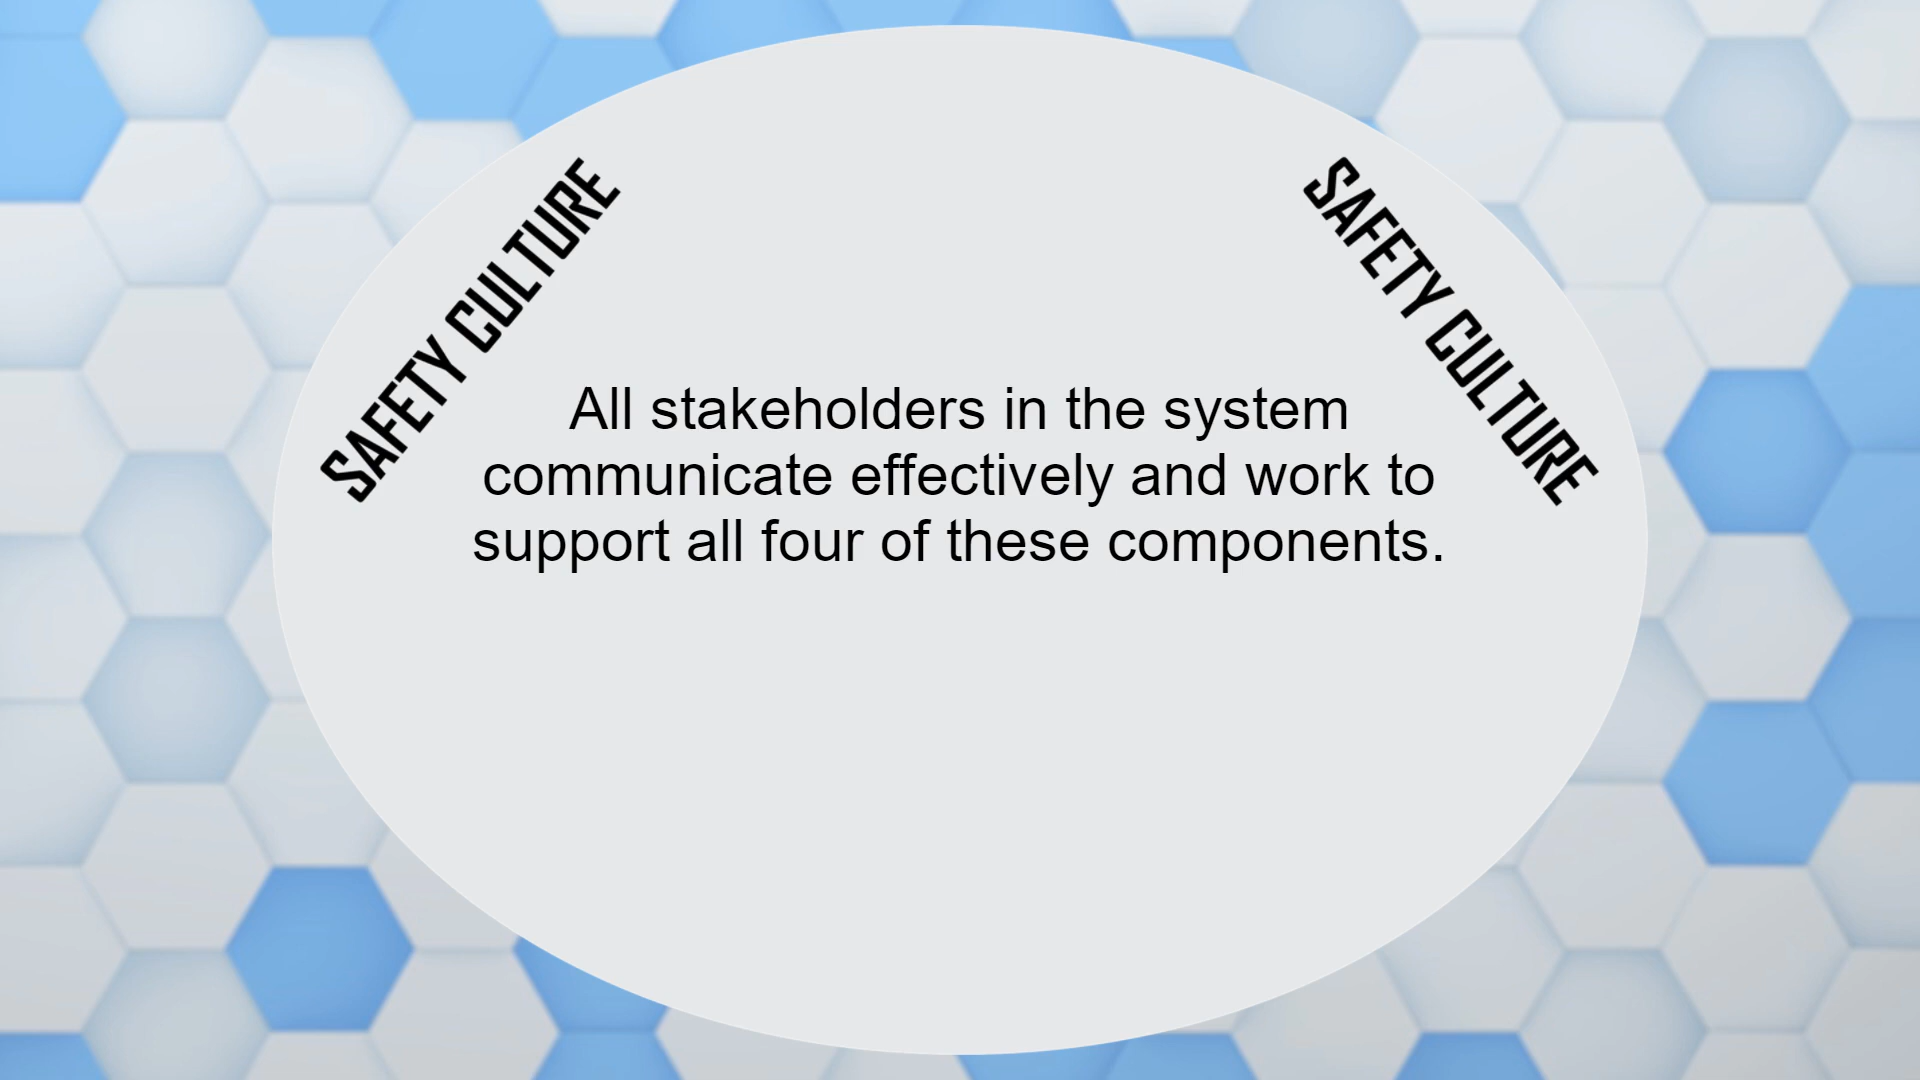 SAFETY CULTURE
SAFETY CULTURE
All stakeholders in the system
communicate effectively and work to
support all four of these components.